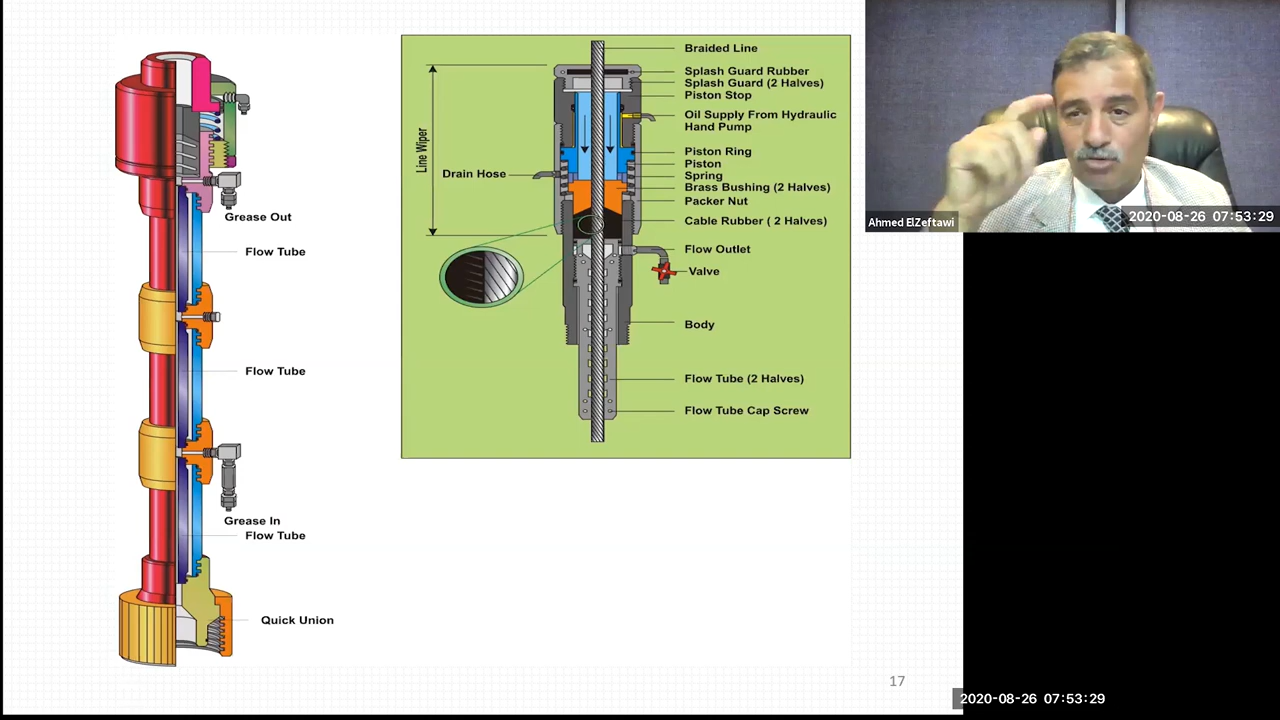 Grease Out
Flow Tube
Flow Tube
Grease In
Flow Tube
Quick Union
Line Wiper
Drain Hose
Braided Line
Splash Guard Rubber
Splash Guard (2 Halves)
Piston Stop
Oil Supply From Hydraulic
Hand Pump
Piston Ring
Piston
Spring
Brass Bushing (2 Halves)
Packer Nut
Cable Rubber ( 2 Halves)
Flow Outlet
Valve
Body
Flow Tube (2 Halves)
Flow Tube Cap Screw
17
Ahmed ElZeftawi
2020-08-26 07:53:29
2020-08-26 07:53:29